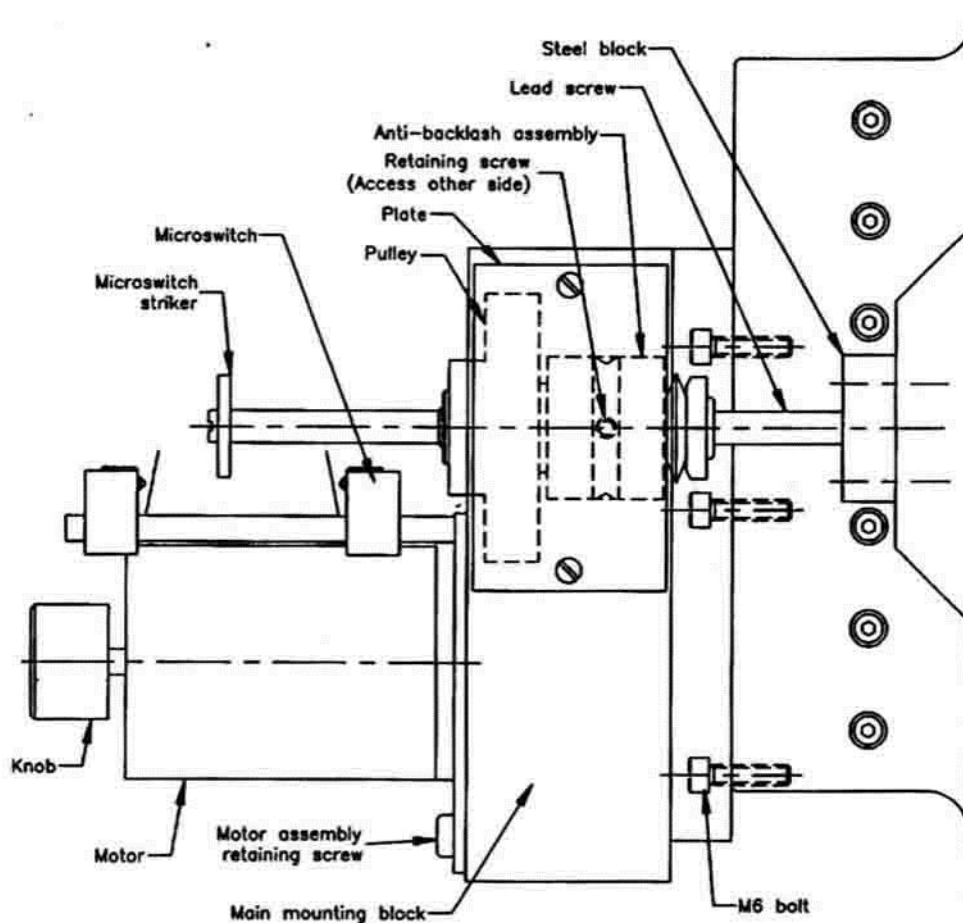 Steel block
Lead screw
Anti-backlash assembly
Retaining screw
(Access other side)
Plate
Microswitch
Pulley
Microswitch
striker
Knob
Motor
Motor assembly
retaining screw
Main mounting block
M6 bolt